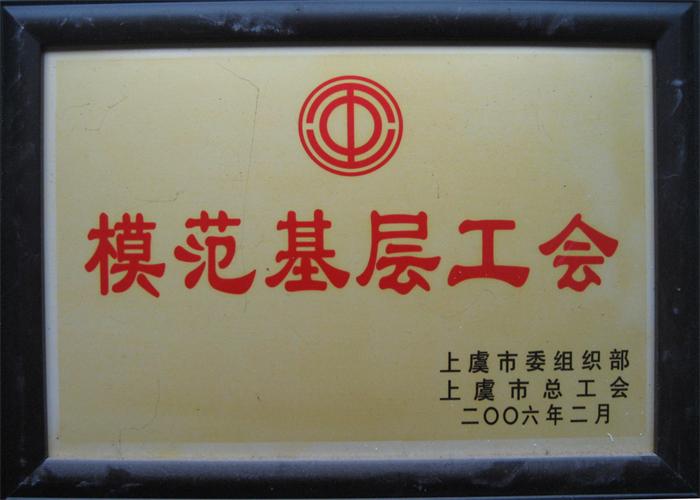 模范基层工会
上虞市委组织部
上虞市总工会
二〇〇六年二月